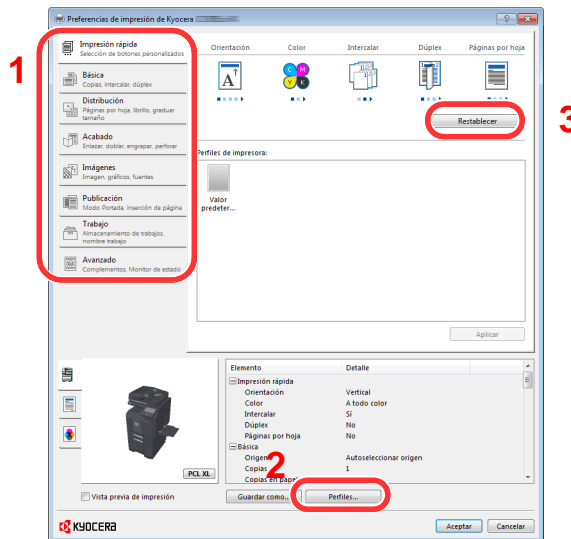 Preferencias de impresión de Kyocera
1
Impresión rápida
Selección de botones personalizados
Básica
Copias, intercalar, dúplex
Distribución
Páginas por hoja, librillo, graduar
tamaño
Acabado
Enlazar, doblar, engrapar, perforar
Imágenes
Imagen, gráficos, fuentes
Publicación
Modo Portada, inserción de página
Trabajo
Almacenamiento de trabajos,
nombre trabajo
Avanzado
Complementos, Monitor de estado
Orientación Color Intercalar Dúplex Páginas por hoja
A
C M
Y K
Restablecer
3
Perfiles de impresora:
Valor
predeter...
Aplicar
Elemento Detalle
Impresión rápida
Orientación Vertical
Color A todo color
Intercalar Sí
Dúplex No
Páginas por hoja No
Básica
Origen Autoseleccionar origen
Copias 1
Copias en papel
2
PCL XL
Vista previa de impresión
Guardar como...
Perfiles...
KYOCERA
Aceptar Cancelar